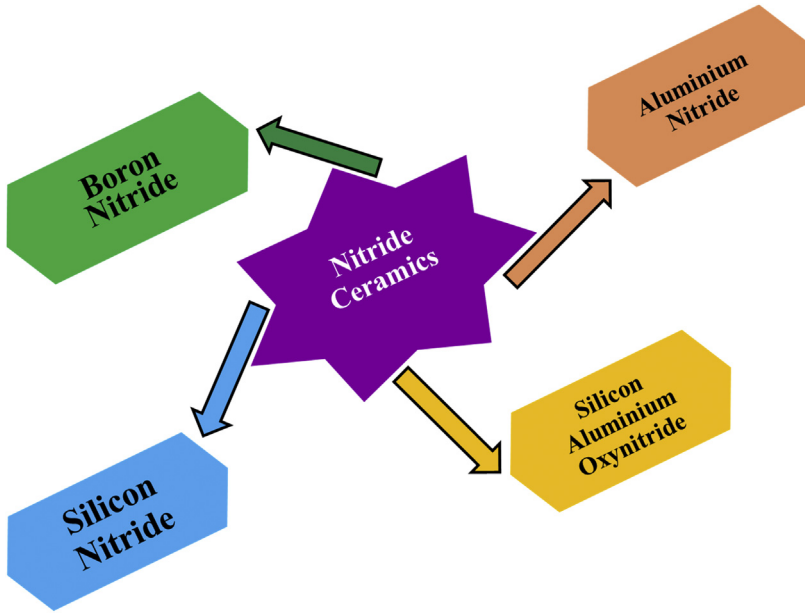 Aluminium
Nitride
Boron
Nitride
Nitride
Ceramics
Silicon
Aluminium
Oxynitride
Silicon
Nitride